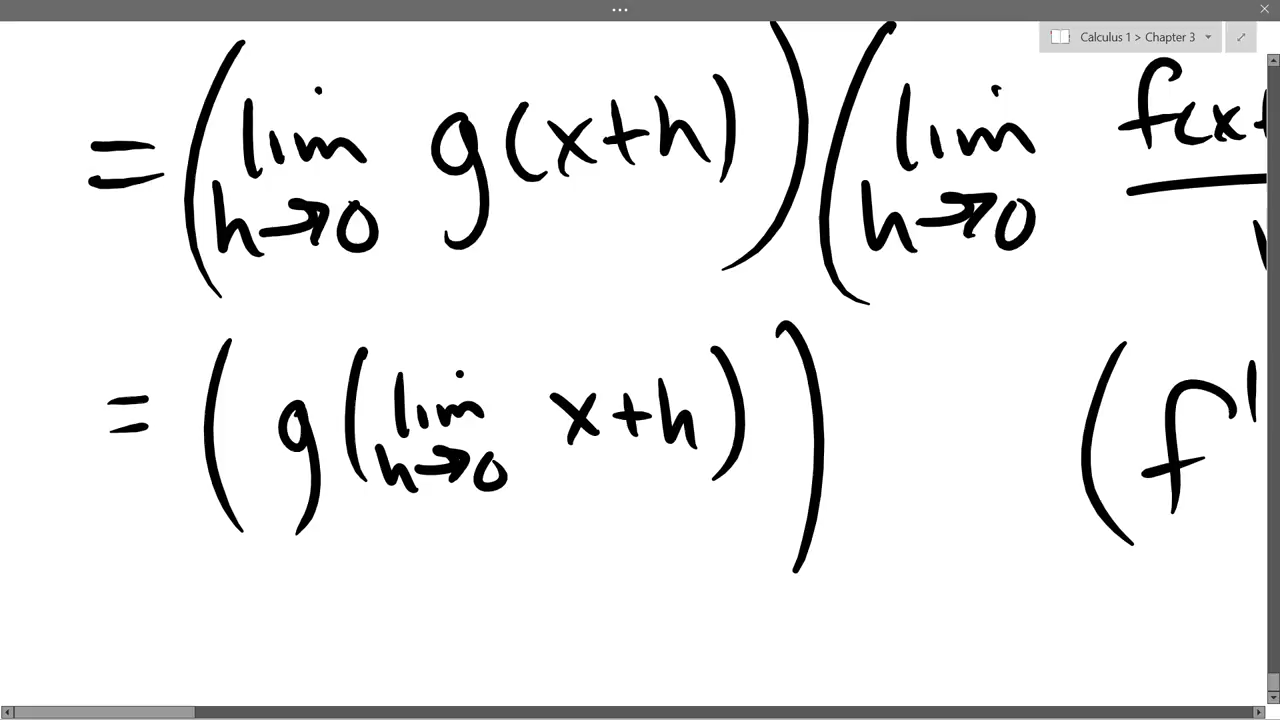 Calculus 1 > Chapter 3
= (lim h→0 g(x+h)) (lim h→0 f(x+
= (g(lim h→0 x+h)) (f'